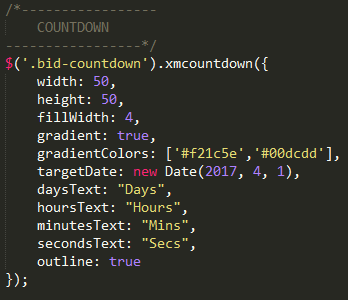 /*-----------------
    COUNTDOWN
-----------------*/
$('.bid-countdown').xmcountdown({
    width: 50,
    height: 50,
    fillWidth: 4,
    gradient: true,
    gradientColors: ['#f21c5e','#00dcdd'],
    targetDate: new Date(2017, 4, 1),
    daysText: "Days",
    hoursText: "Hours",
    minutesText: "Mins",
    secondsText: "Secs",
    outline: true
});